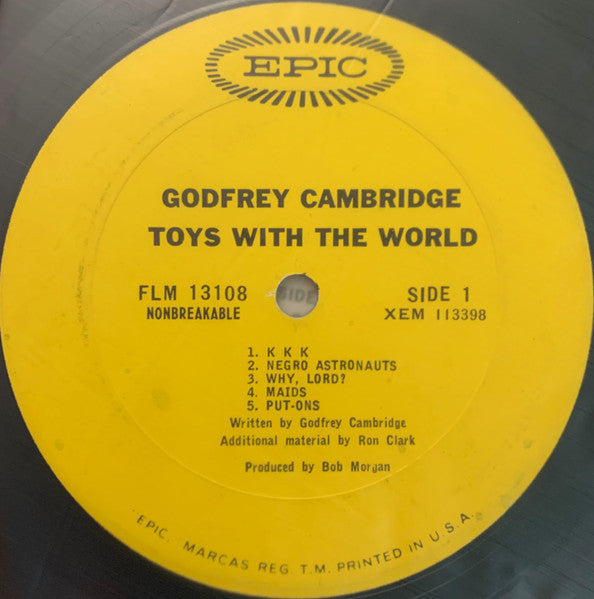 EPIC
GODFREY CAMBRIDGE
TOYS WITH THE WORLD
FLM 13108
NONBREAKABLE
SIDE
SIDE 1
XEM 113398
1. K K K
2. NEGRO ASTRONAUTS
3. WHY, LORD?
4. MAIDS
5. PUT-ONS
Written by Godfrey Cambridge
Additional material by Ron Clark
Produced by Bob Morgan
EPIC. MARCAS REG. T.M. PRINTED IN U.S.A.